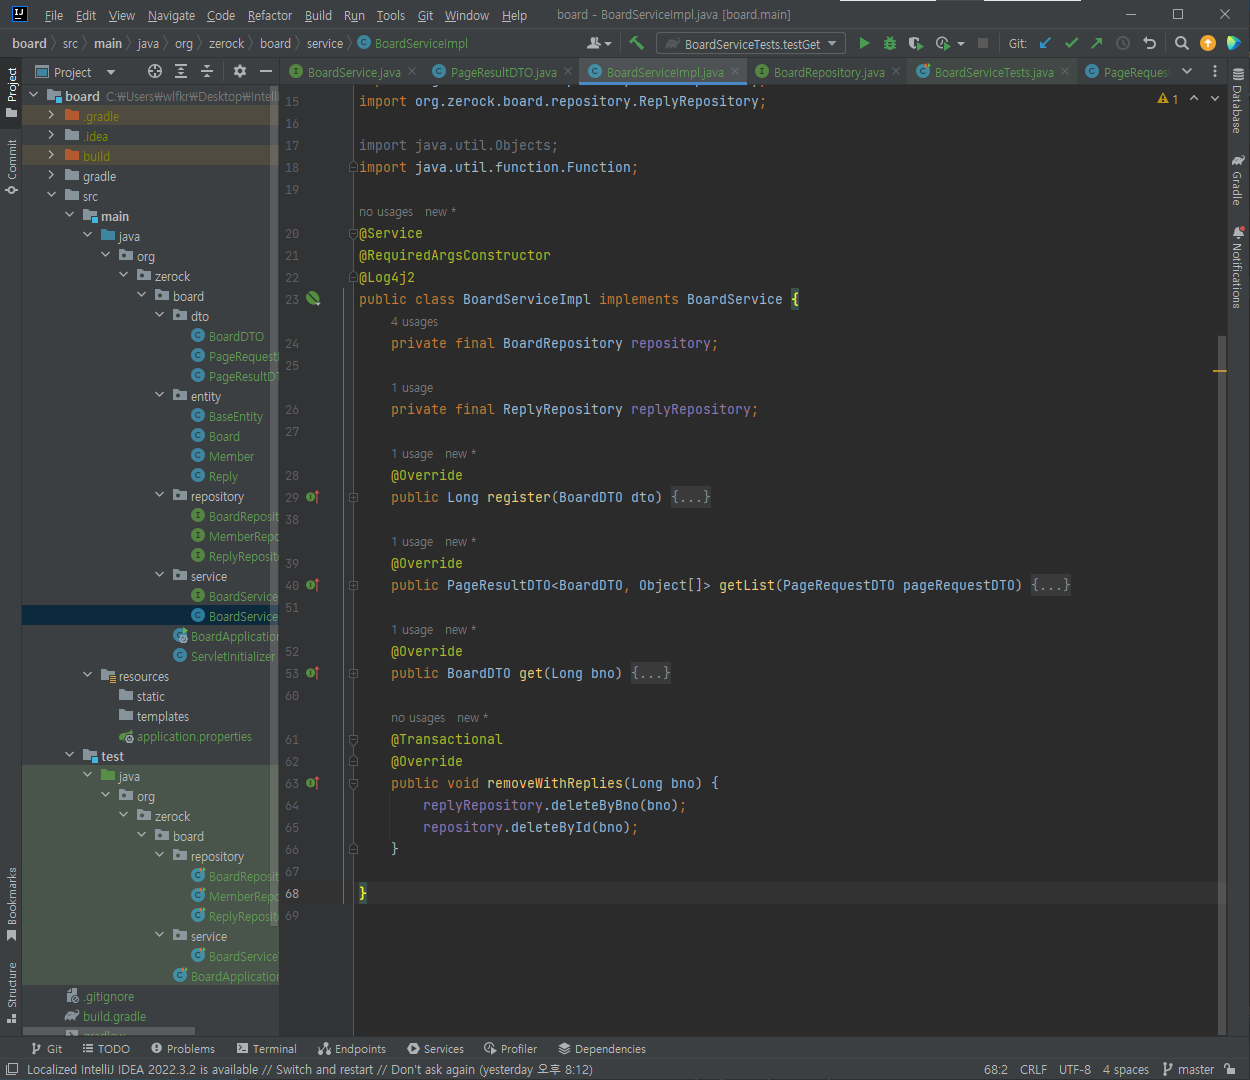 File Edit View Navigate Code Refactor Build Run Tools Git Window Help board - BoardServiceImpl.java [board.main]
board src main java org zerock board service BoardServiceImpl BoardServiceTests.testGet Git:
Project BoardService.java PageResultDTO.java BoardServiceImpl.java BoardRepository.java BoardServiceTests.java PageReques
Project
Commit
Bookmarks
Structure
board C:₩Users₩wlfkr₩Desktop₩Intelli
.gradle
.idea
build
gradle
src
main
java
org
zerock
board
dto
BoardDTO
PageRequest
PageResultDT
entity
BaseEntity
Board
Member
Reply
repository
BoardReposit
MemberRepo
ReplyReposito
service
BoardService
BoardService
BoardApplication
ServletInitializer
resources
static
templates
application.properties
test
java
org
zerock
board
repository
BoardReposit
MemberRepo
ReplyReposito
service
BoardService
BoardApplication
.gitignore
build.gradle
gradlew
1
15 import org.zerock.board.repository.ReplyRepository;
16
17 import java.util.Objects;
18 import java.util.function.Function;
19
no usages new *
20 @Service
21 @RequiredArgsConstructor
22 @Log4j2
23 public class BoardServiceImpl implements BoardService {
4 usages
24 private final BoardRepository repository;
25
1 usage
26 private final ReplyRepository replyRepository;
27
1 usage new *
28 @Override
29 public Long register(BoardDTO dto) {...}
38
1 usage new *
39 @Override
40 public PageResultDTO<BoardDTO, Object[]> getList(PageRequestDTO pageRequestDTO) {...}
51
1 usage new *
52 @Override
53 public BoardDTO get(Long bno) {...}
60
no usages new *
61 @Transactional
62 @Override
63 public void removeWithReplies(Long bno) {
64 replyRepository.deleteByBno(bno);
65 repository.deleteById(bno);
66 }
67
68 }
69
Database
Gradle
Notifications
Git TODO Problems Terminal Endpoints Services Profiler Dependencies
Localized IntelliJ IDEA 2022.3.2 is available // Switch and restart // Don't ask again (yesterday 오후 8:12) 68:2 CRLF UTF-8 4 spaces master